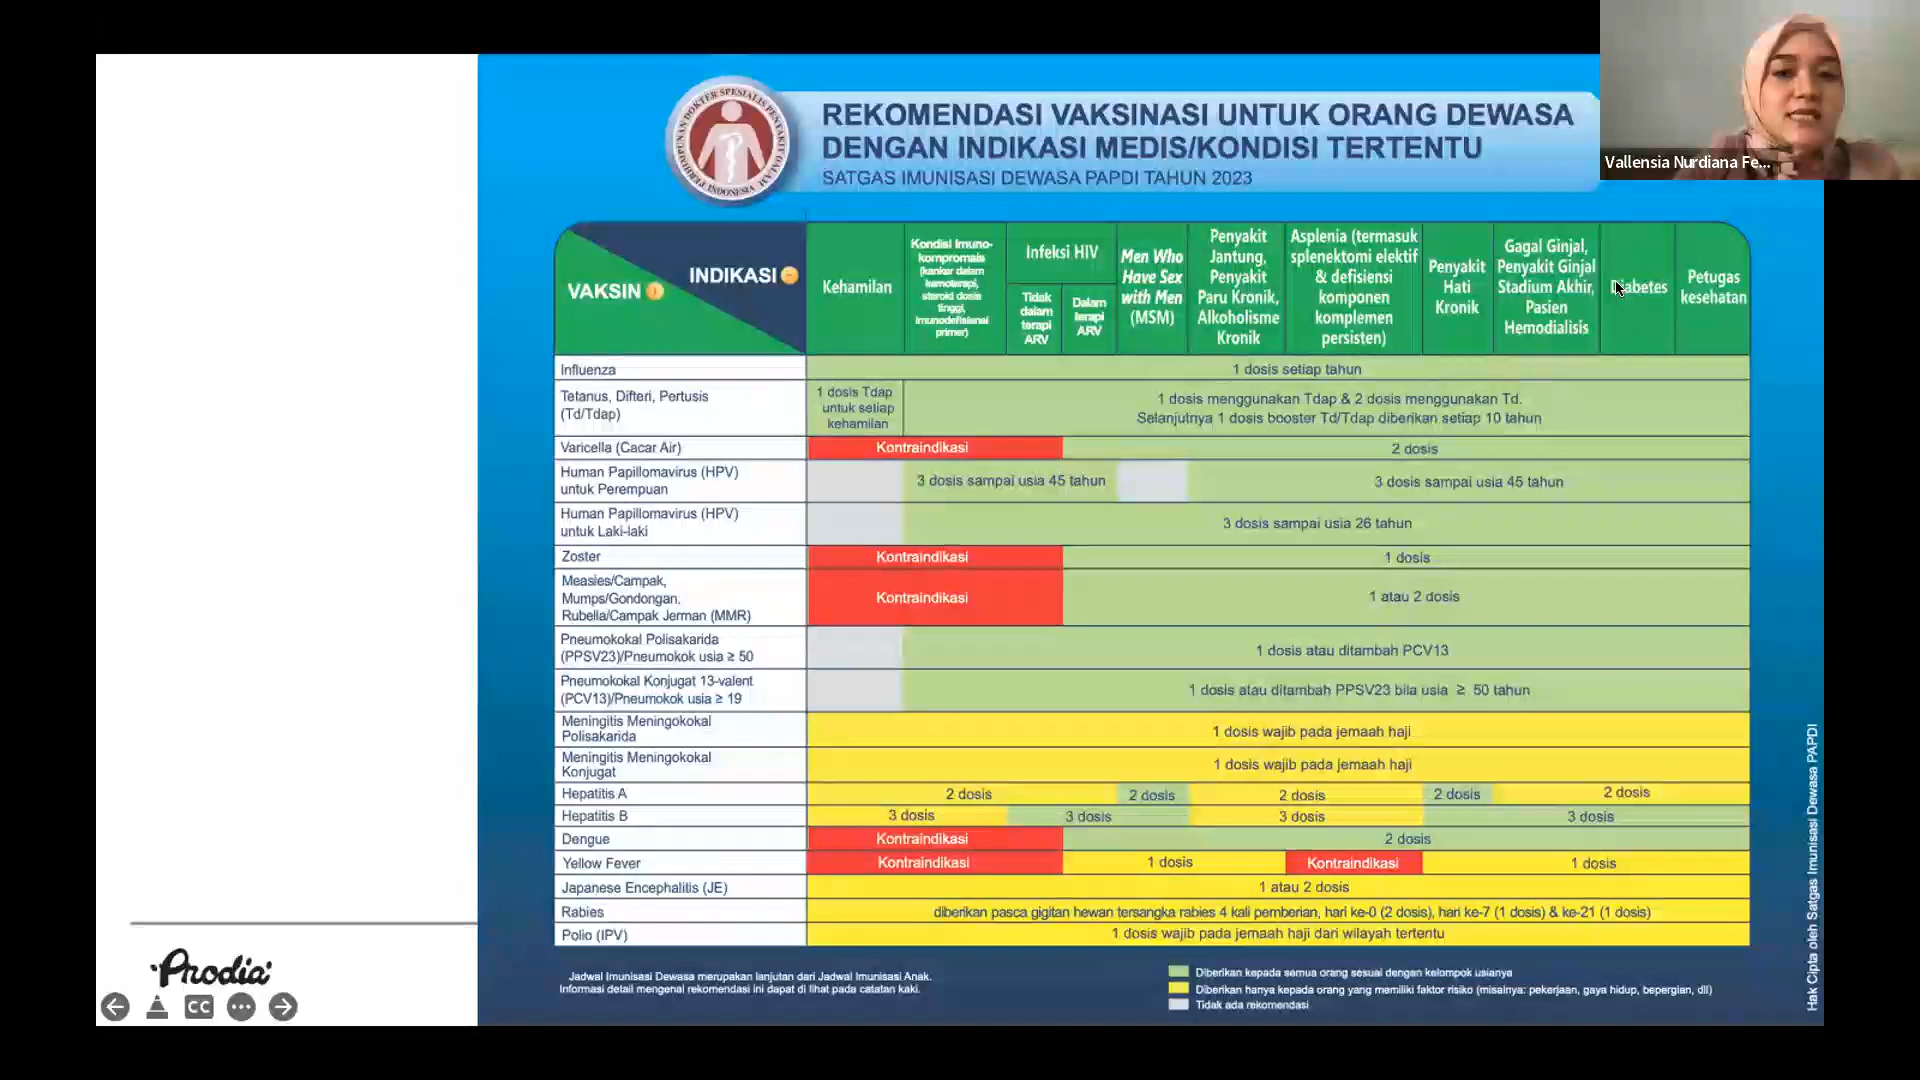 REKOMENDASI VAKSINASI UNTUK ORANG DEWASA
DENGAN INDIKASI MEDIS/KONDISI TERTENTU
SATGAS IMUNISASI DEWASA PAPDI TAHUN 2023
Vallensia Nurdiana Fe...
PERHIMPUNAN DOKTER SPESIALIS PENYAKIT DALAM INDONESIA
VAKSIN
INDIKASI
Kehamilan
Kondisi Imuno-
kompromais
(kanker dalam
kemoterapi,
steroid dosis
tinggi,
imunodefisiensi
primer)
Infeksi HIV
Tidak
dalam
terapi
ARV
Dalam
terapi
ARV
Men Who
Have Sex
with Men
(MSM)
Penyakit
Jantung,
Penyakit
Paru Kronik,
Alkoholisme
Kronik
Asplenia (termasuk
splenektomi elektif
& defisiensi
komponen
komplemen
persisten)
Penyakit
Hati
Kronik
Gagal Ginjal,
Penyakit Ginjal
Stadium Akhir,
Pasien
Hemodialisis
Diabetes
Petugas
kesehatan
Influenza
1 dosis setiap tahun
Tetanus, Difteri, Pertusis
(Td/Tdap)
1 dosis Tdap
untuk setiap
kehamilan
1 dosis menggunakan Tdap & 2 dosis menggunakan Td.
Selanjutnya 1 dosis booster Td/Tdap diberikan setiap 10 tahun
Varicella (Cacar Air)
Kontraindikasi
2 dosis
Human Papillomavirus (HPV)
untuk Perempuan
3 dosis sampai usia 45 tahun
3 dosis sampai usia 45 tahun
Human Papillomavirus (HPV)
untuk Laki-laki
3 dosis sampai usia 26 tahun
Zoster
Kontraindikasi
1 dosis
Measles/Campak,
Mumps/Gondongan,
Rubella/Campak Jerman (MMR)
Kontraindikasi
1 atau 2 dosis
Pneumokokal Polisakarida
(PPSV23)/Pneumokok usia ≥ 50
1 dosis atau ditambah PCV13
Pneumokokal Konjugat 13-valent
(PCV13)/Pneumokok usia ≥ 19
1 dosis atau ditambah PPSV23 bila usia ≥ 50 tahun
Meningitis Meningokokal
Polisakarida
1 dosis wajib pada jemaah haji
Meningitis Meningokokal
Konjugat
1 dosis wajib pada jemaah haji
Hepatitis A
2 dosis
2 dosis
2 dosis
2 dosis
2 dosis
Hepatitis B
3 dosis
3 dosis
3 dosis
3 dosis
Dengue
Kontraindikasi
2 dosis
Yellow Fever
Kontraindikasi
1 dosis
Kontraindikasi
1 dosis
Japanese Encephalitis (JE)
1 atau 2 dosis
Rabies
diberikan pasca gigitan hewan tersangka rabies 4 kali pemberian, hari ke-0 (2 dosis), hari ke-7 (1 dosis) & ke-21 (1 dosis)
Polio (IPV)
1 dosis wajib pada jemaah haji dari wilayah tertentu
Jadwal Imunisasi Dewasa merupakan lanjutan dari Jadwal Imunisasi Anak.
Informasi detail mengenai rekomendasi ini dapat di lihat pada catatan kaki.
Diberikan kepada semua orang sesuai dengan kelompok usianya
Diberikan hanya kepada orang yang memiliki faktor risiko (misalnya: pekerjaan, gaya hidup, bepergian, dll)
Tidak ada rekomendasi
Hak Cipta oleh Satgas Imunisasi Dewasa PAPDI
Prodia
CC